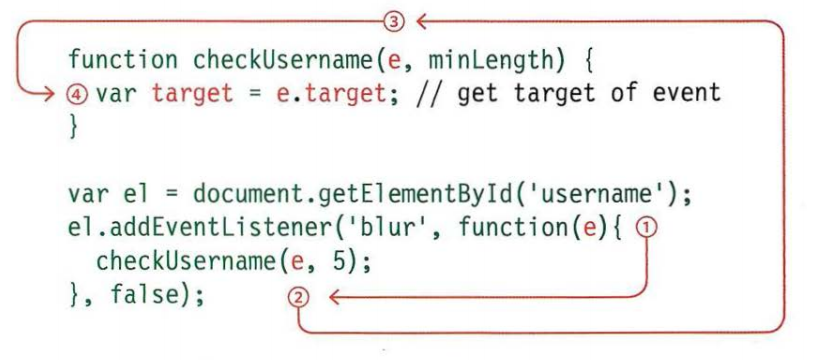 ③
function checkUsername(e, minLength) {
④ var target = e.target; // get target of event
}
var el = document.getElementById('username');
el.addEventListener('blur', function(e){ ①
checkUsername(e, 5);
}, false); ②